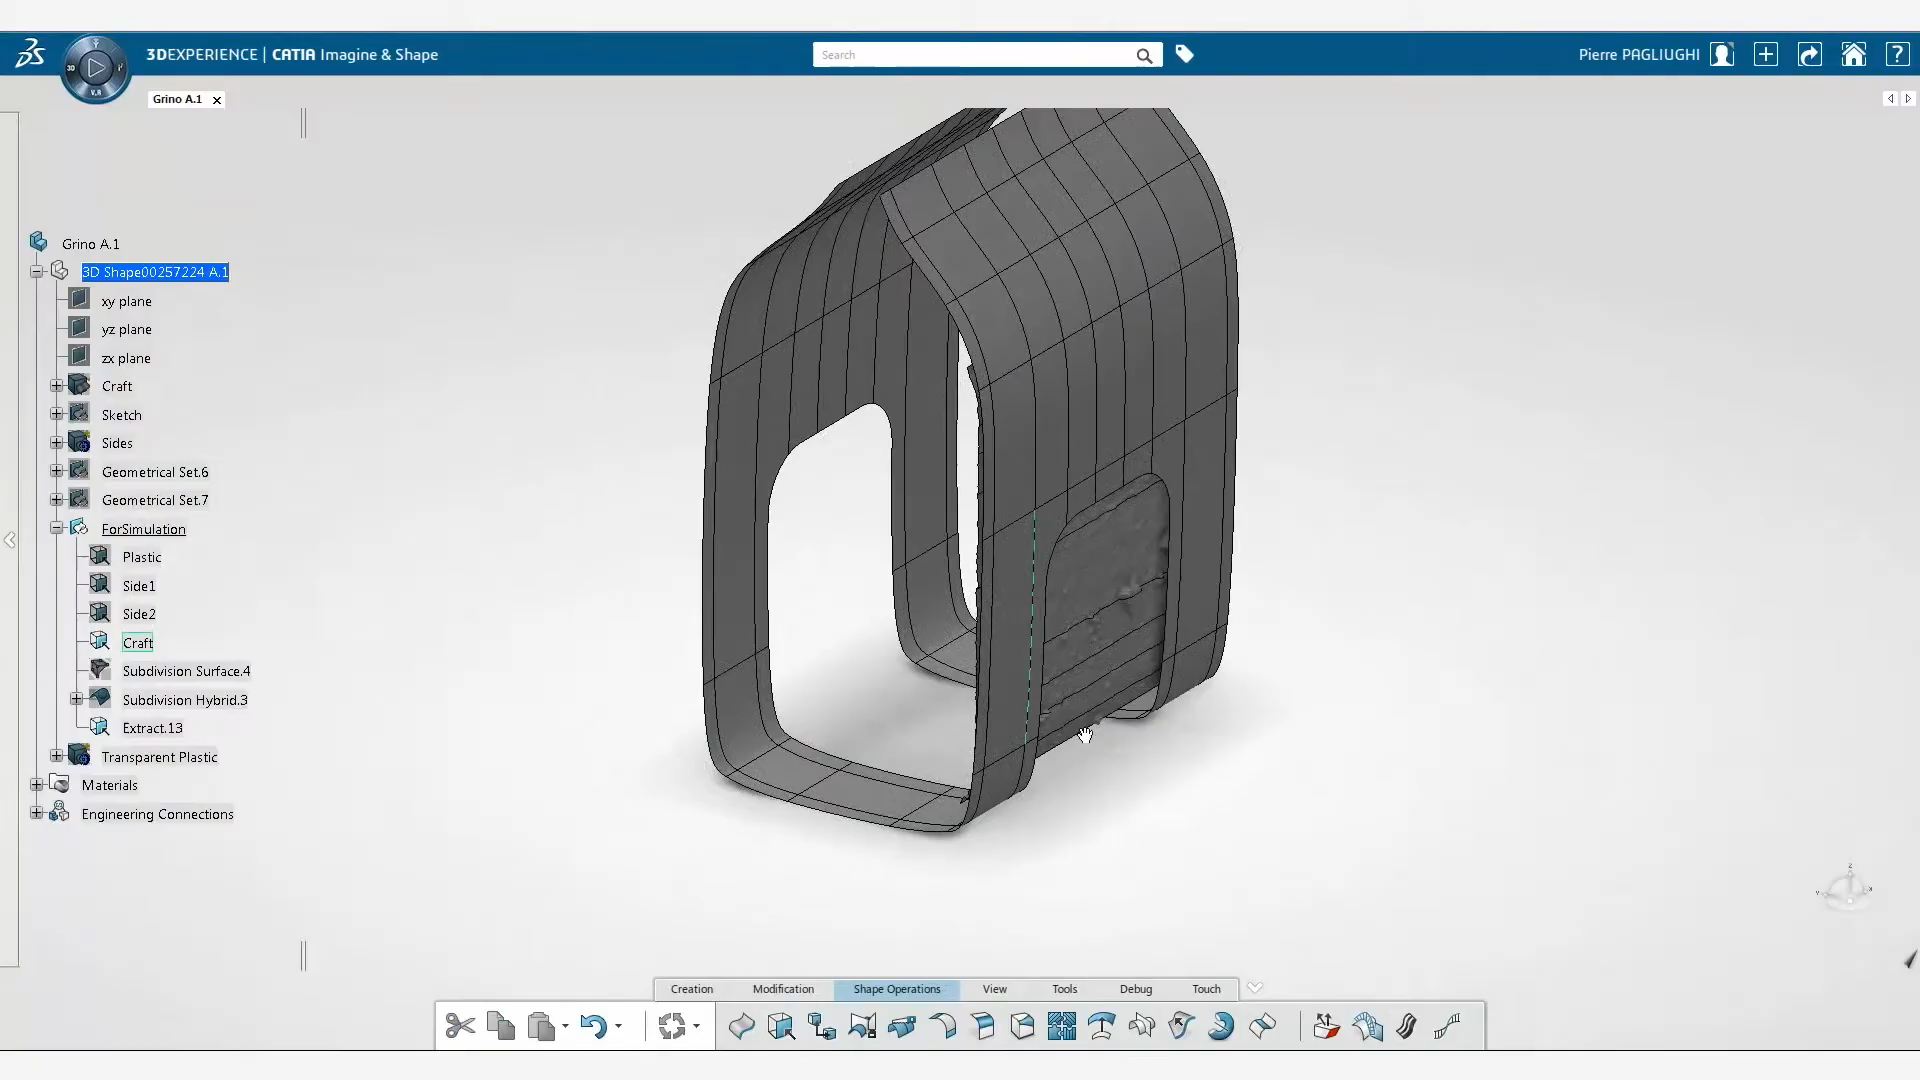 3DEXPERIENCE | CATIA Imagine & Shape
Search
Pierre PAGLIUGHI
Grino A.1
Grino A.1
3D Shape00257224 A.1
xy plane
yz plane
zx plane
Craft
Sketch
Sides
Geometrical Set.6
Geometrical Set.7
ForSimulation
Plastic
Side1
Side2
Craft
Subdivision Surface.4
Subdivision Hybrid.3
Extract.13
Transparent Plastic
Materials
Engineering Connections
Creation Modification Shape Operations View Tools Debug Touch